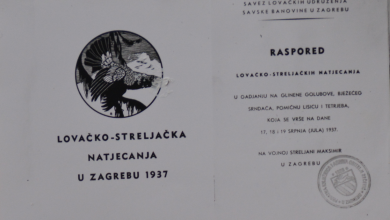 LOVAČKO-STRELJAČKA
NATJECANJA
U ZAGREBU 1937
SAVEZ LOVAČKIH UDRUŽENJA
SAVSKE BANOVINE U ZAGREBU
RASPORED
LOVAČKO-STRELJAČKIH NATJECANJA
U GADJANJU NA GLINENE GOLUBOVE, BJEŽEĆEG
SRNDAĆA, POMIČNU LISICU I TETRIJEBA,
KOJA SE VRŠE NA DANE
17, 18 I 19 SRPNJA (JULA) 1937.
NA VOJNOJ STRELJANI MAKSIMIR
U ZAGREBU